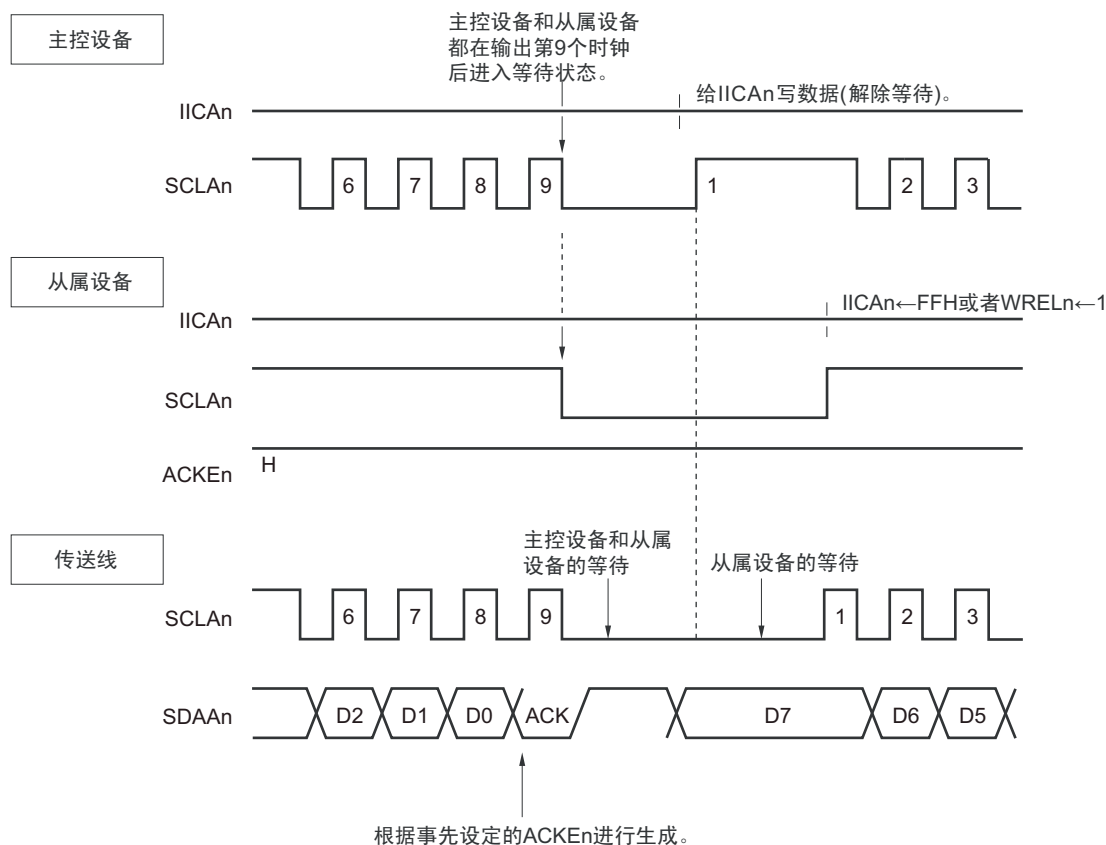 主控设备
主控设备和从属设备
都在输出第9个时钟
后进入等待状态。
IICAn
给IICAn写数据(解除等待)。
SCLAn
6 7 8 9 1 2 3
从属设备
IICAn
IICAn←FFH或者WRELn←1
SCLAn
ACKEn
H
传送线
主控设备和从属
设备的等待
从属设备的等待
SCLAn
6 7 8 9 1 2 3
SDAAn
D2 D1 D0 ACK D7 D6 D5
根据事先设定的ACKEn进行生成。